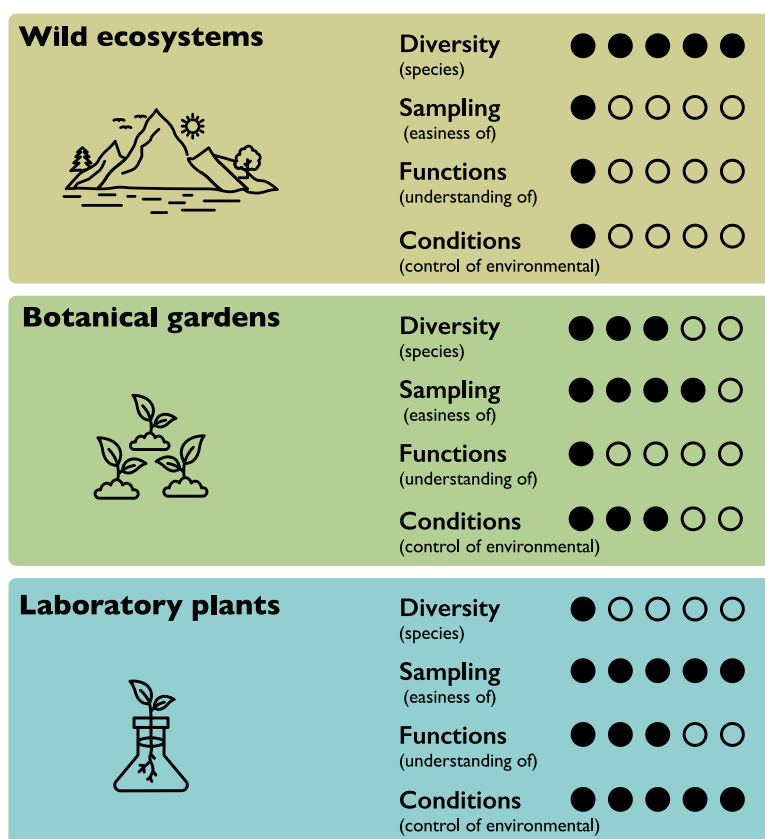 Wild ecosystems
Diversity
(species)
Sampling
(easiness of)
Functions
(understanding of)
Conditions
(control of environmental)
Botanical gardens
Diversity
(species)
Sampling
(easiness of)
Functions
(understanding of)
Conditions
(control of environmental)
Laboratory plants
Diversity
(species)
Sampling
(easiness of)
Functions
(understanding of)
Conditions
(control of environmental)